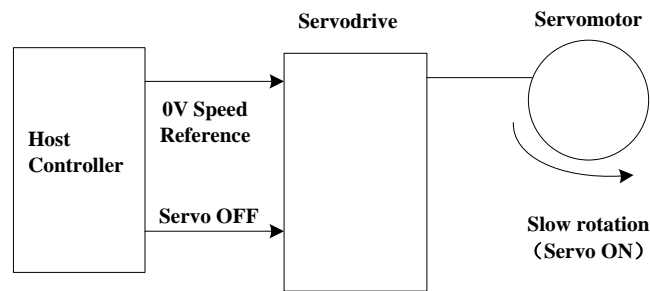 Servodrive
Servomotor
Host
Controller
0V Speed
Reference
Servo OFF
Slow rotation
（Servo ON）